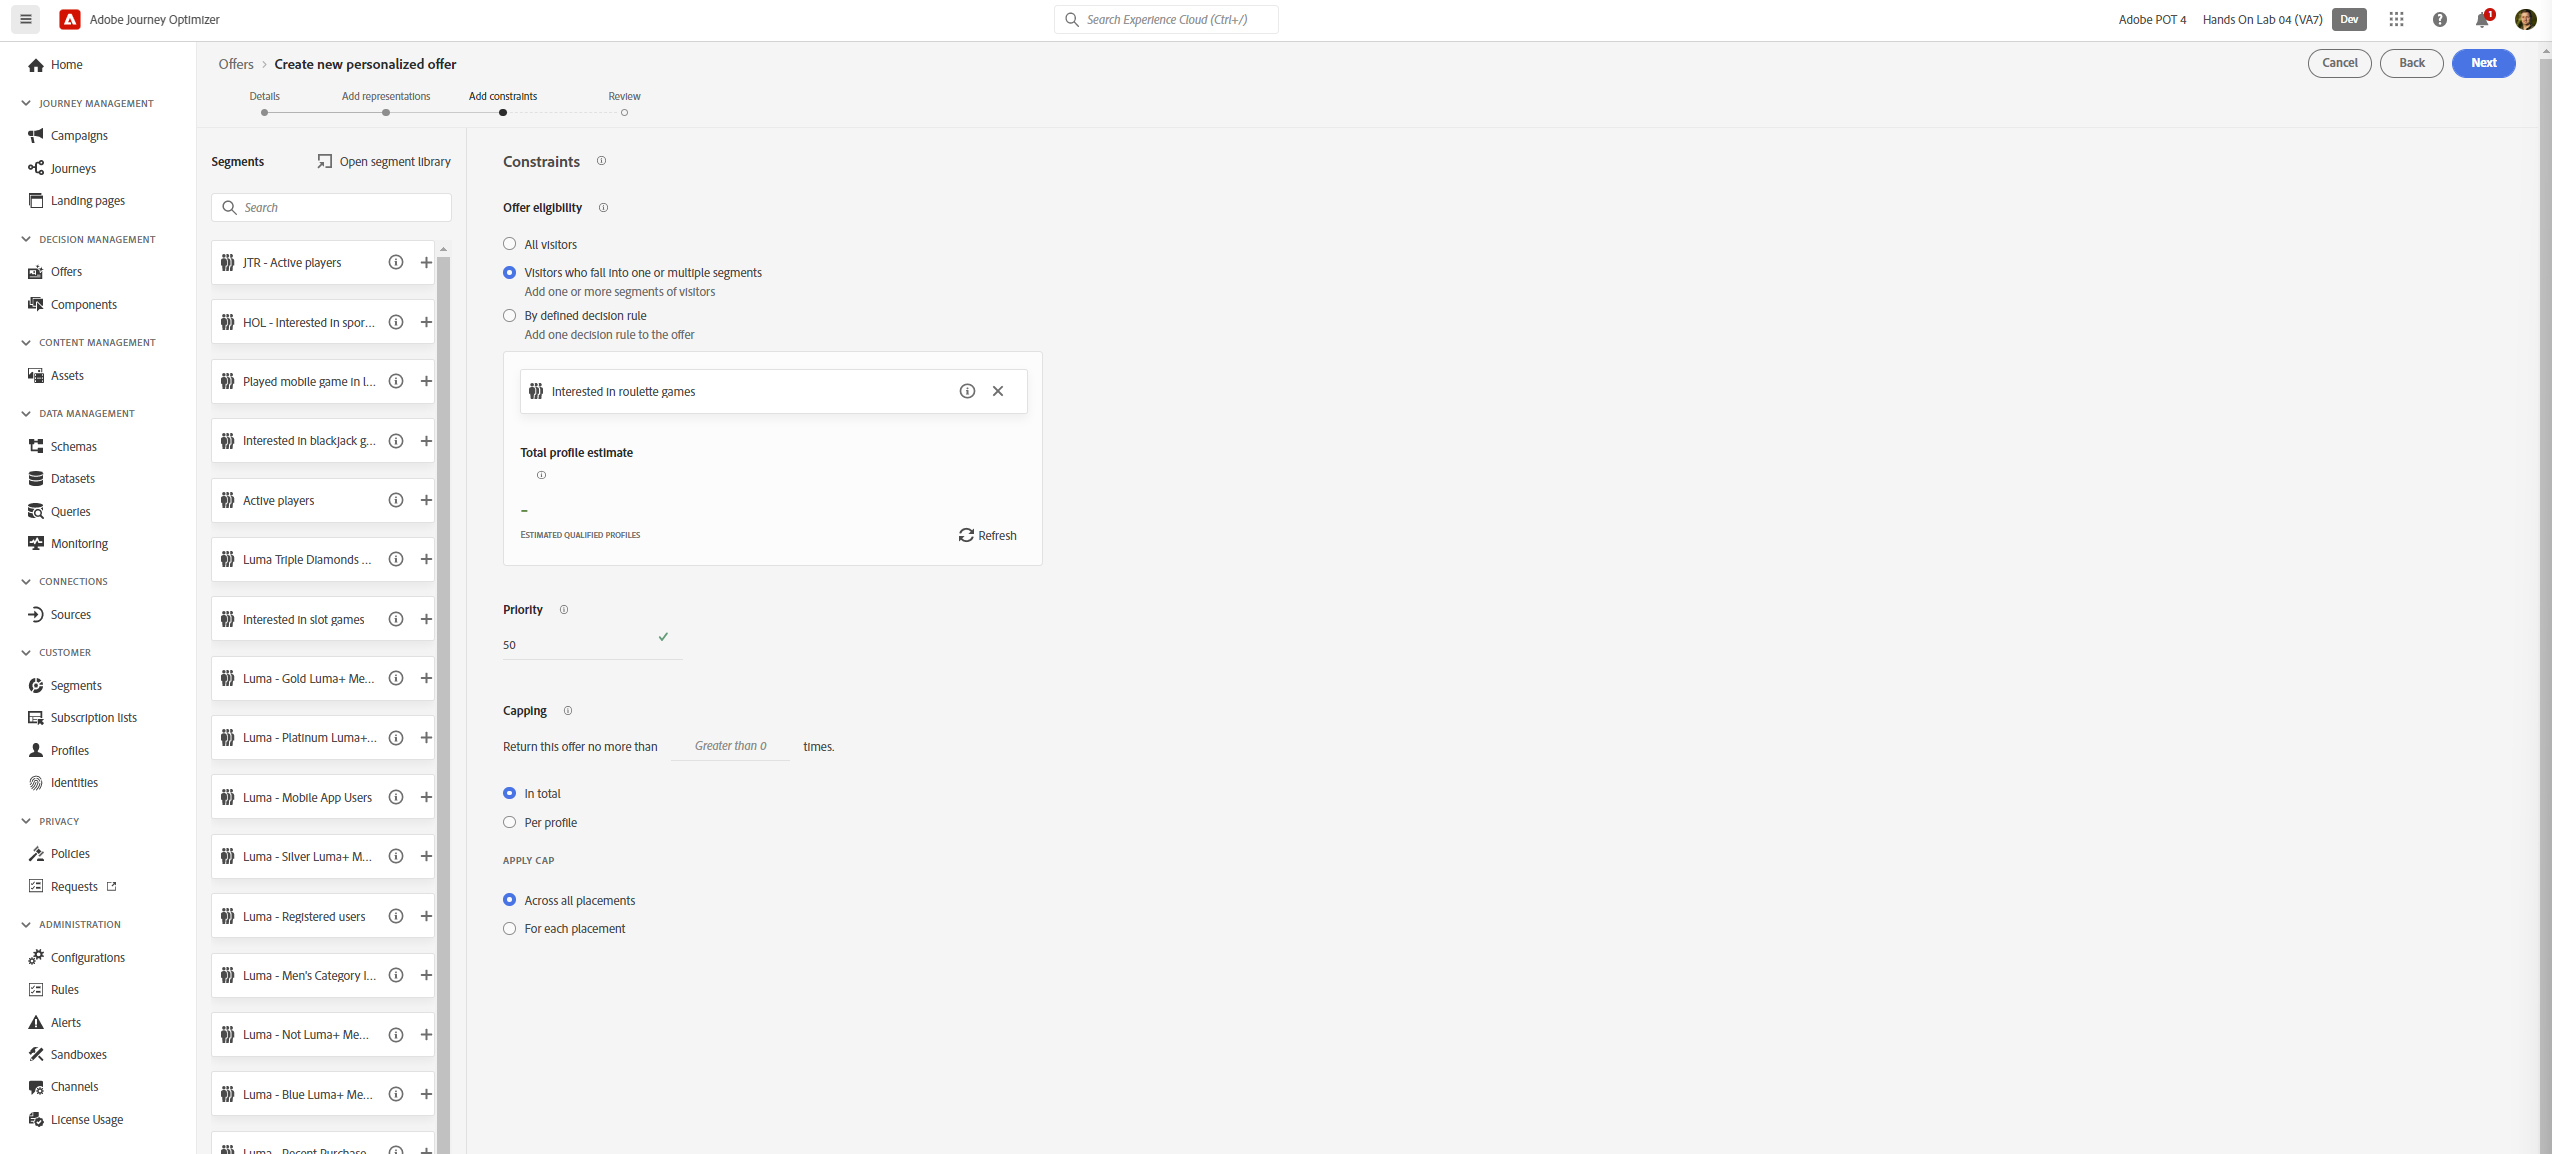 Adobe Journey Optimizer
Search Experience Cloud (Ctrl+/)
Adobe POT 4
Hands On Lab 04 (VA7)
Dev
1
Home
JOURNEY MANAGEMENT
Campaigns
Journeys
Landing pages
DECISION MANAGEMENT
Offers
Components
CONTENT MANAGEMENT
Assets
DATA MANAGEMENT
Schemas
Datasets
Queries
Monitoring
CONNECTIONS
Sources
CUSTOMER
Segments
Subscription lists
Profiles
Identities
PRIVACY
Policies
Requests
ADMINISTRATION
Configurations
Rules
Alerts
Sandboxes
Channels
License Usage
Offers > Create new personalized offer
Cancel
Back
Next
Details
Add representations
Add constraints
Review
Segments
Open segment library
Search
JTR - Active players
HOL - Interested in spor...
Played mobile game in l...
Interested in blackjack g...
Active players
Luma Triple Diamonds ...
Interested in slot games
Luma - Gold Luma+ Me...
Luma - Platinum Luma+...
Luma - Mobile App Users
Luma - Silver Luma+ M...
Luma - Registered users
Luma - Men's Category I...
Luma - Not Luma+ Me...
Luma - Blue Luma+ Me...
Luma - Recent Purchase
Constraints
Offer eligibility
All visitors
Visitors who fall into one or multiple segments
Add one or more segments of visitors
By defined decision rule
Add one decision rule to the offer
Interested in roulette games
Total profile estimate
–
ESTIMATED QUALIFIED PROFILES
Refresh
Priority
50
Capping
Return this offer no more than Greater than 0 times.
In total
Per profile
APPLY CAP
Across all placements
For each placement